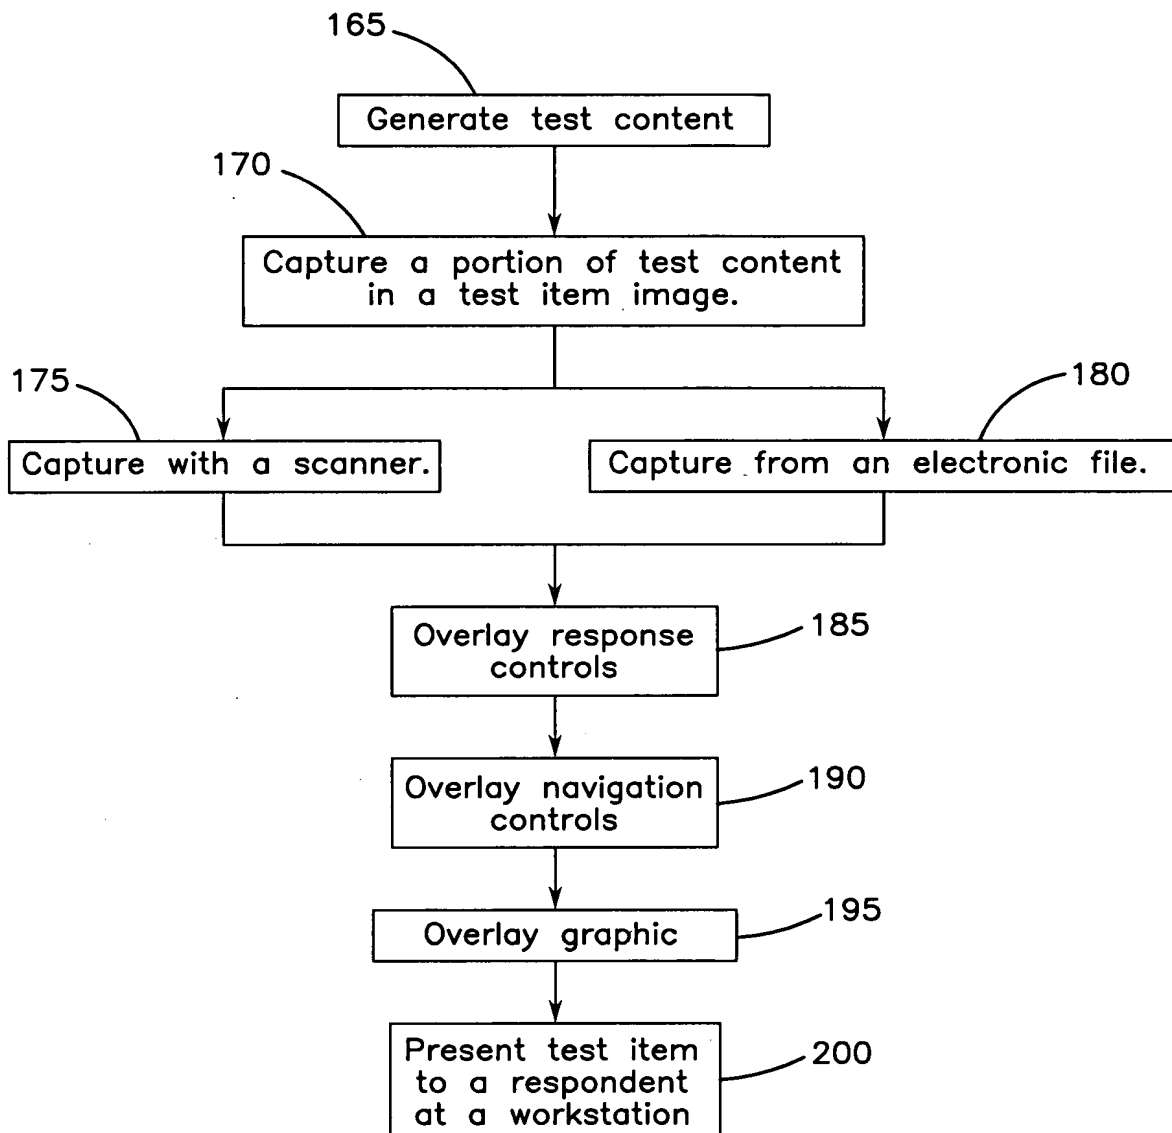 165
Generate test content
170
Capture a portion of test content
in a test item image.
175
180
Capture with a scanner.
Capture from an electronic file.
185
Overlay response
controls
190
Overlay navigation
controls
195
Overlay graphic
200
Present test item
to a respondent
at a workstation